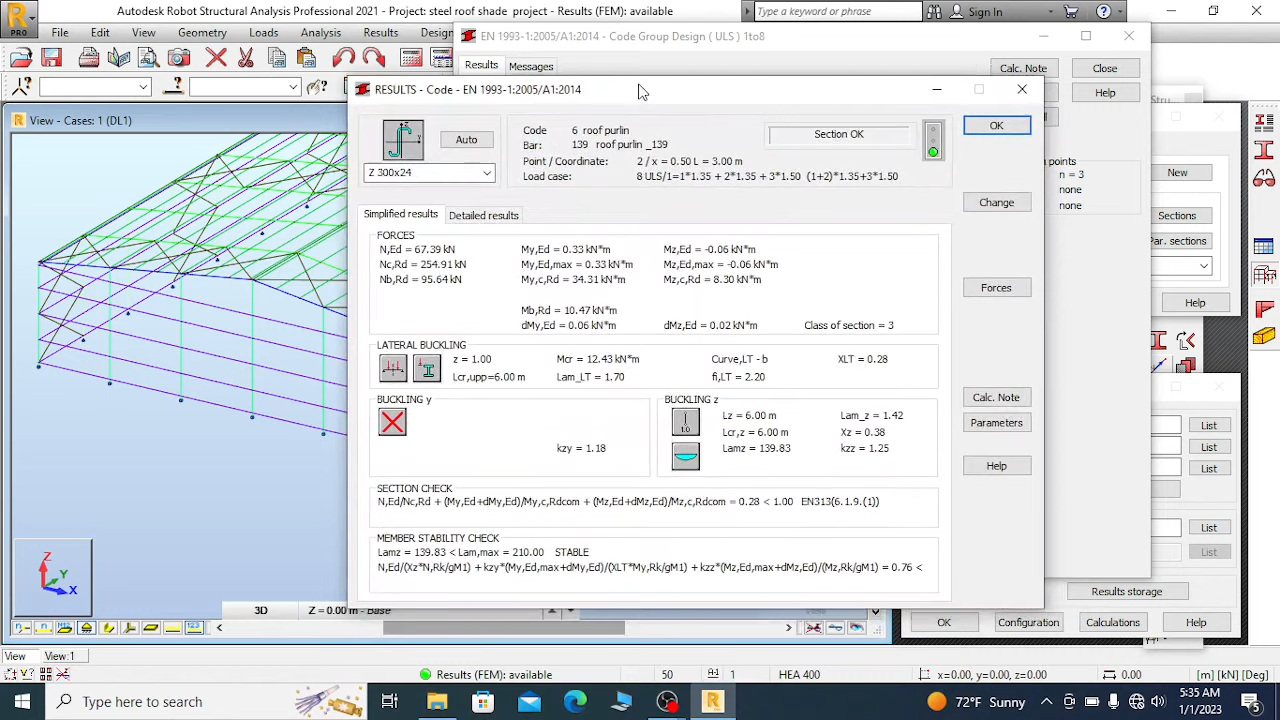 Autodesk Robot Structural Analysis Professional 2023 - Project: steel roof shade project - Results (FEM): available
Type a keyword or phrase
Sign In
PRO
File Edit View Geometry Loads Analysis Results
EN 1993-1:2005/A1:2014 - Code Group Design ( ULS ) 1to8
Results Messages
Calc. Note Close
Help
RESULTS - Code - EN 1993-1:2005/A1:2014
View - Cases: 1 (DL1)
Auto
Z 300x24
Code 6 roof purlin
Bar: 139 roof purlin _139
Point / Coordinate: 2 / x = 0.50 L = 3.00 m
Load case: 8 ULS/1=1*1.35 + 2*1.35 + 3*1.50 (1+2)*1.35+3*1.50
Section OK
OK
Change
Forces
Calc. Note
Parameters
Help
points
n = 3
none
none
New
Sections
Par. sections
Help
Simplified results Detailed results
FORCES
N,Ed = 67.39 kN My,Ed = 0.33 kN*m Mz,Ed = -0.06 kN*m
Nc,Rd = 254.91 kN My,Ed,max = 0.33 kN*m Mz,Ed,max = -0.06 kN*m
Nb,Rd = 95.64 kN My,c,Rd = 34.31 kN*m Mz,c,Rd = 8.30 kN*m
Mb,Rd = 10.47 kN*m
dMy,Ed = 0.06 kN*m dMz,Ed = 0.02 kN*m Class of section = 3
LATERAL BUCKLING
z = 1.00 Mcr = 12.43 kN*m Curve,LT - b XLT = 0.28
Lcr,upp=6.00 m Lam_LT = 1.70 fi,LT = 2.20
BUCKLING y
kzy = 1.18
BUCKLING z
1.0
Lz = 6.00 m Lam_z = 1.42
Lcr,z = 6.00 m Xz = 0.38
Lamz = 139.83 kzz = 1.25
SECTION CHECK
N,Ed/Nc,Rd + (My,Ed+dMy,Ed)/My,c,Rdcom + (Mz,Ed+dMz,Ed)/Mz,c,Rdcom = 0.28 < 1.00 EN313(6.1.9.(1))
MEMBER STABILITY CHECK
Lamz = 139.83 < Lam,max = 210.00 STABLE
N,Ed/(Xz*N,Rk/gM1) + kzy*(My,Ed,max+dMy,Ed)/(XLT*My,Rk/gM1) + kzz*(Mz,Ed,max+dMz,Ed)/(Mz,Rk/gM1) = 0.76 <
List
List
List
List
List
Results storage
OK Configuration Calculations Help
Z
Y
X
3D Z = 0.00 m - Base
View View:1
Results (FEM): available 50 1 HEA 400 x=0.00, y=0.00, z=0.00 0.00 [m] [kN] [Deg]
Type here to search
72°F Sunny
5:35 AM
1/1/2023
5